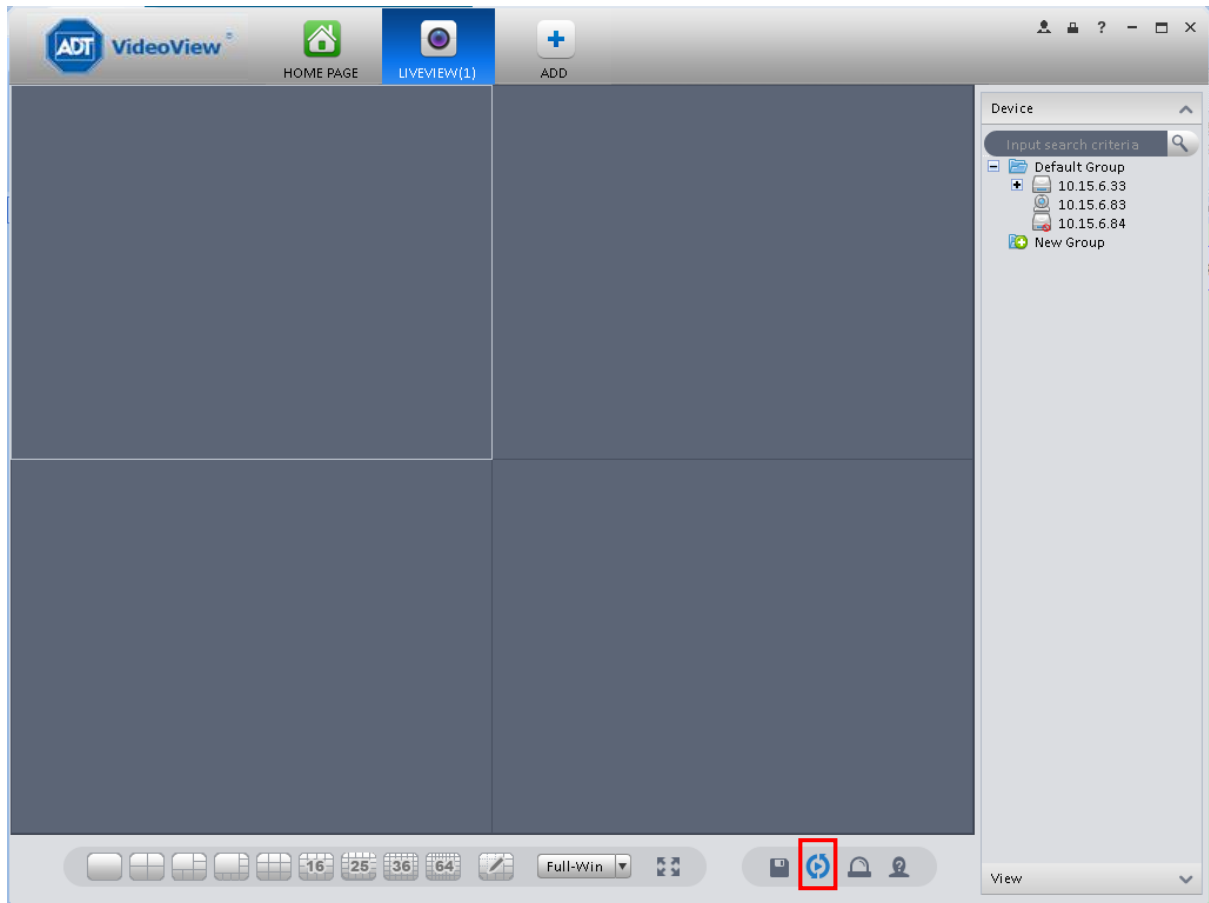 ADT VideoView®
HOME PAGE
LIVEVIEW(1)
ADD
?
Device
Input search criteria
Default Group
10.15.6.33
10.15.6.83
10.15.6.84
New Group
16 25 36 64 Full-Win
View